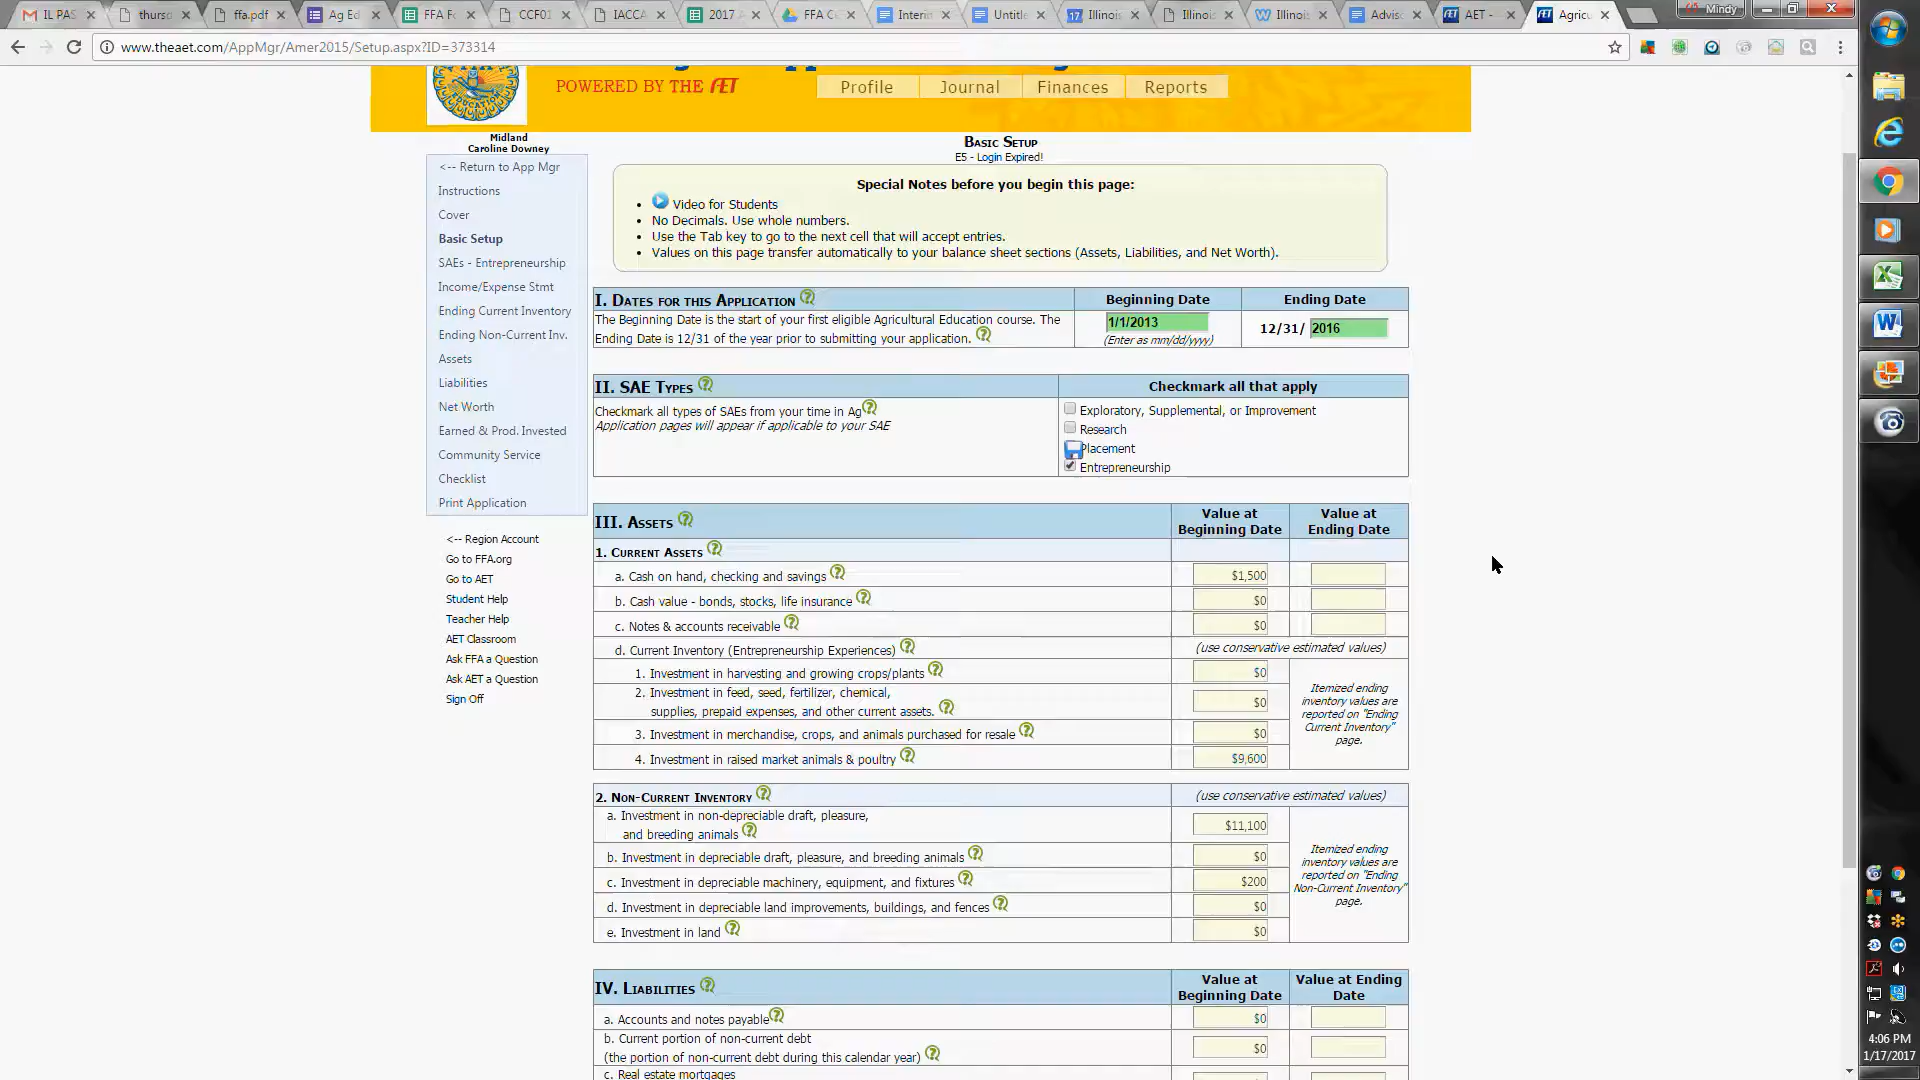 IL PAS
thursd
ffa.pdf
Ag Ed
FFA F
CCF01
IACCA
2017
FFA C
Interi
Untitle
17 Illinoi
Illinoi
Illinoi
Adviso
AET -
Agricu
Mindy
www.theaet.com/AppMgr/Amer2015/Setup.aspx?ID=373314
POWERED BY THE AET
Profile
Journal
Finances
Reports
Midland
Caroline Downey
<-- Return to App Mgr
Instructions
Cover
Basic Setup
SAEs - Entrepreneurship
Income/Expense Stmt
Ending Current Inventory
Ending Non-Current Inv.
Assets
Liabilities
Net Worth
Earned & Prod. Invested
Community Service
Checklist
Print Application
<-- Region Account
Go to FFA.org
Go to AET
Student Help
Teacher Help
AET Classroom
Ask FFA a Question
Ask AET a Question
Sign Off
BASIC SETUP
E5 - Login Expired!
Special Notes before you begin this page:
• Video for Students
• No Decimals. Use whole numbers.
• Use the Tab key to go to the next cell that will accept entries.
• Values on this page transfer automatically to your balance sheet sections (Assets, Liabilities, and Net Worth).
I. DATES FOR THIS APPLICATION Beginning Date Ending Date
The Beginning Date is the start of your first eligible Agricultural Education course. The
Ending Date is 12/31 of the year prior to submitting your application.
1/1/2013
(Enter as mm/dd/yyyy)
12/31/ 2016
II. SAE TYPES Checkmark all that apply
Checkmark all types of SAEs from your time in Ag
Application pages will appear if applicable to your SAE
Exploratory, Supplemental, or Improvement
Research
Placement
Entrepreneurship
III. ASSETS
Value at
Beginning Date
Value at
Ending Date
1. CURRENT ASSETS
a. Cash on hand, checking and savings $1,500
b. Cash value - bonds, stocks, life insurance $0
c. Notes & accounts receivable $0
d. Current Inventory (Entrepreneurship Experiences) (use conservative estimated values)
1. Investment in harvesting and growing crops/plants $0
2. Investment in feed, seed, fertilizer, chemical,
supplies, prepaid expenses, and other current assets. $0
3. Investment in merchandise, crops, and animals purchased for resale $0
4. Investment in raised market animals & poultry $9,600
Itemized ending
inventory values are
reported on "Ending
Current Inventory"
page.
2. NON-CURRENT INVENTORY (use conservative estimated values)
a. Investment in non-depreciable draft, pleasure,
and breeding animals $11,100
b. Investment in depreciable draft, pleasure, and breeding animals $0
c. Investment in depreciable machinery, equipment, and fixtures $200
d. Investment in depreciable land improvements, buildings, and fences $0
e. Investment in land $0
Itemized ending
inventory values are
reported on "Ending
Non-Current Inventory"
page.
IV. LIABILITIES
Value at
Beginning Date
Value at Ending
Date
a. Accounts and notes payable $0
b. Current portion of non-current debt
(the portion of non-current debt during this calendar year) $0
c. Real estate mortgages
4:06 PM
1/17/2017